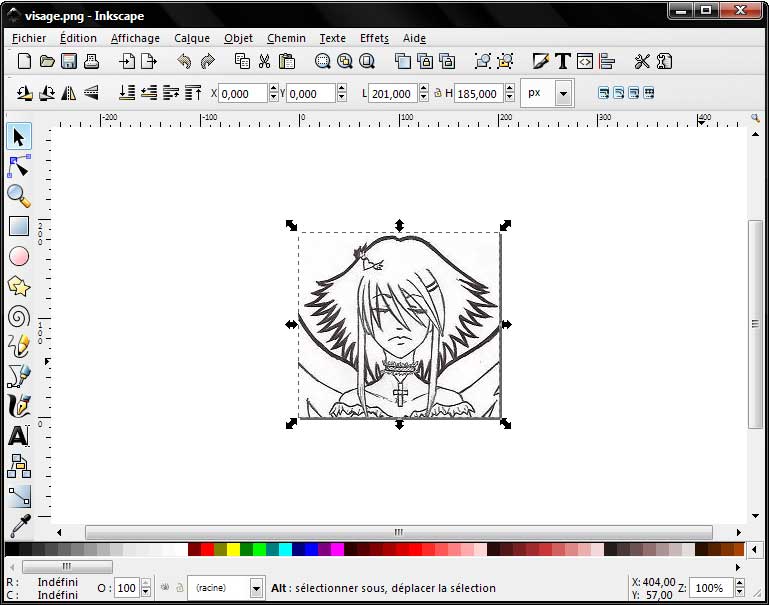 visage.png - Inkscape
Fichier Édition Affichage Calque Objet Chemin Texte Effets Aide
X 0,000 Y 0,000 L 201,000 H 185,000 px
-200 -100 0 100 200 300 400
200
100
0
A
R : Indéfini O : 100 (racine) Alt : sélectionner sous, déplacer la sélection X: 404,00 Z: 100%
C : Indéfini Y: 57,00